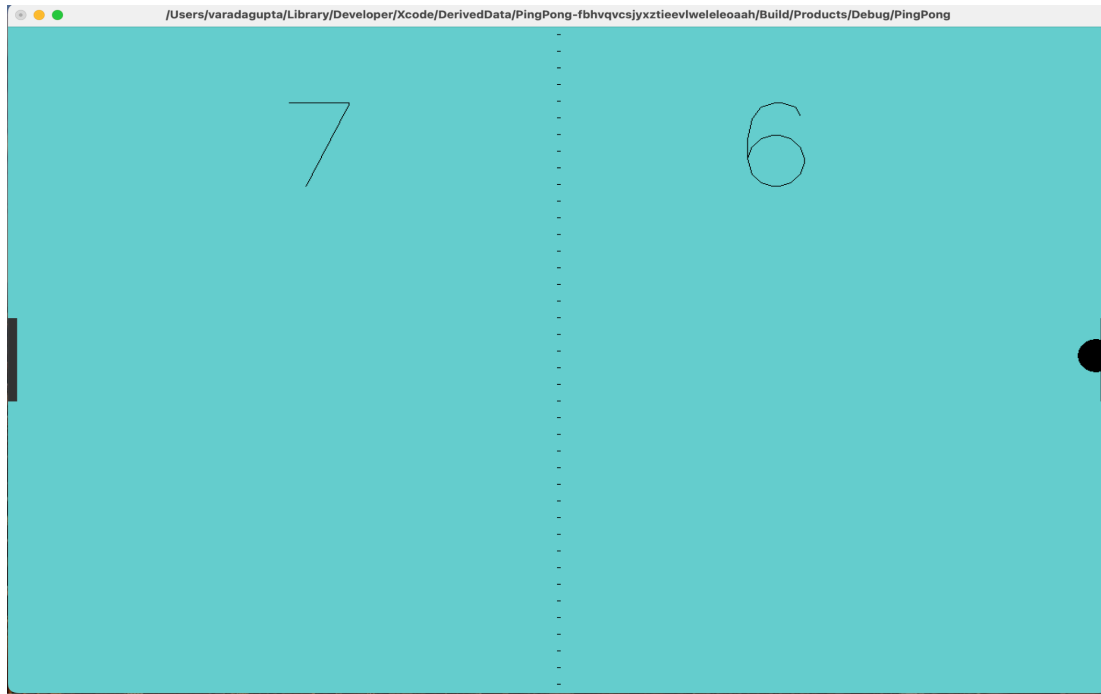 /Users/varadagupta/Library/Developer/Xcode/DerivedData/PingPong-fbhvqvcsjyxztieevlweleleoaah/Build/Products/Debug/PingPong
7 6